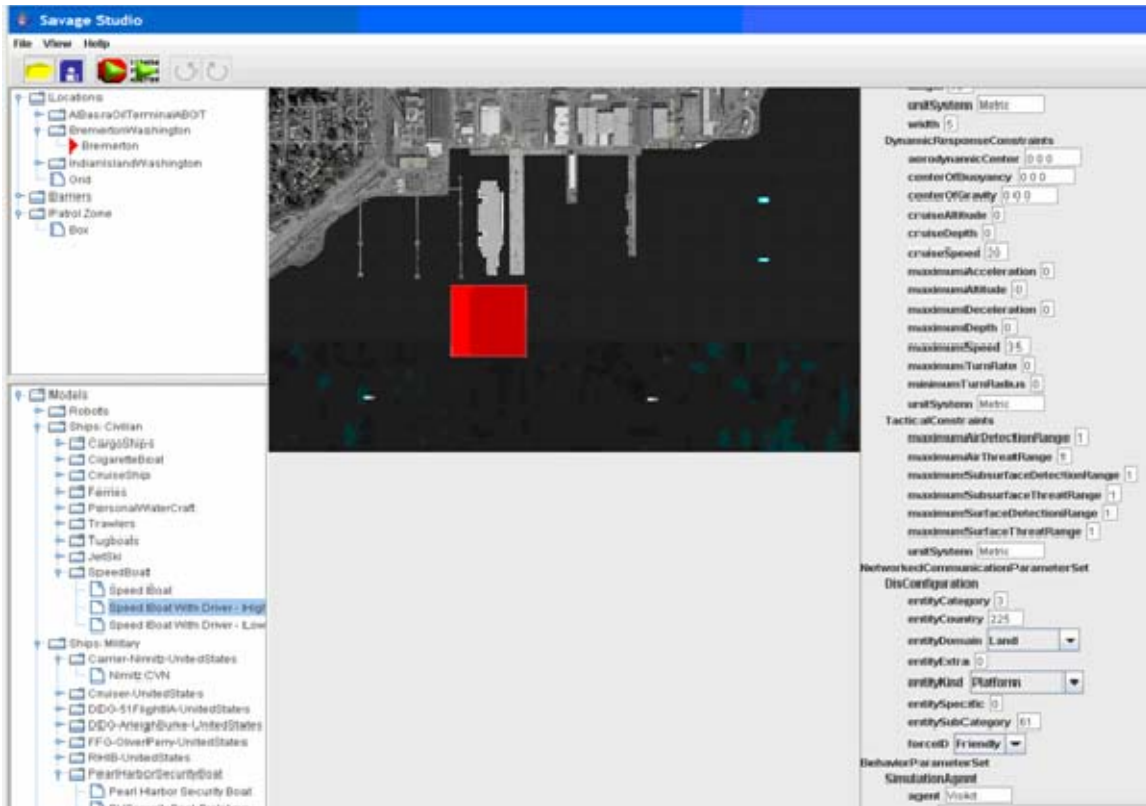 Savage Studio
File View Help
Locations
AlBasraOilTerminalABOT
BremertonWashington
Bremerton
IndianIslandWashington
Grid
Barriers
Patrol Zone
Box
Models
Robots
Ships- Civilian
CargoShips
CigaretteBoat
CruiseShip
Ferries
PersonalWaterCraft
Trawlers
Tugboats
JetSki
SpeedBoat
Speed Boat
Speed Boat With Driver - High
Speed Boat With Driver - Low
Ships- Military
Carrier-Nimitz-UnitedStates
Nimitz CVN
Cruiser-UnitedStates
DDG-51FlightIIA-UnitedStates
DDG-ArleighBurke-UnitedStates
FFG-OliverPerry-UnitedStates
RHIB-UnitedStates
PearlHarborSecurityBoat
Pearl Harbor Security Boat
unitSystem Metric
width 5
DynamicResponseConstraints
aerodynamicCenter 0 0 0
centerOfBuoyancy 0 0 0
centerOfGravity 0 0 0
cruiseAltitude 0
cruiseDepth 0
cruiseSpeed 20
maximumAcceleration 0
maximumAltitude 0
maximumDeceleration 0
maximumDepth 0
maximumSpeed 35
maximumTurnRate 0
minimumTurnRadius 0
unitSystem Metric
TacticalConstraints
maximumAirDetectionRange 1
maximumAirThreatRange 1
maximumSubsurfaceDetectionRange 1
maximumSubsurfaceThreatRange 1
maximumSurfaceDetectionRange 1
maximumSurfaceThreatRange 1
unitSystem Metric
NetworkedCommunicationParameterSet
DisConfiguration
entityCategory 3
entityCountry 225
entityDomain Land
entityExtra 0
entityKind Platform
entitySpecific 0
entitySubCategory 61
forceID Friendly
BehaviorParameterSet
SimulationAgent
agent Viskit